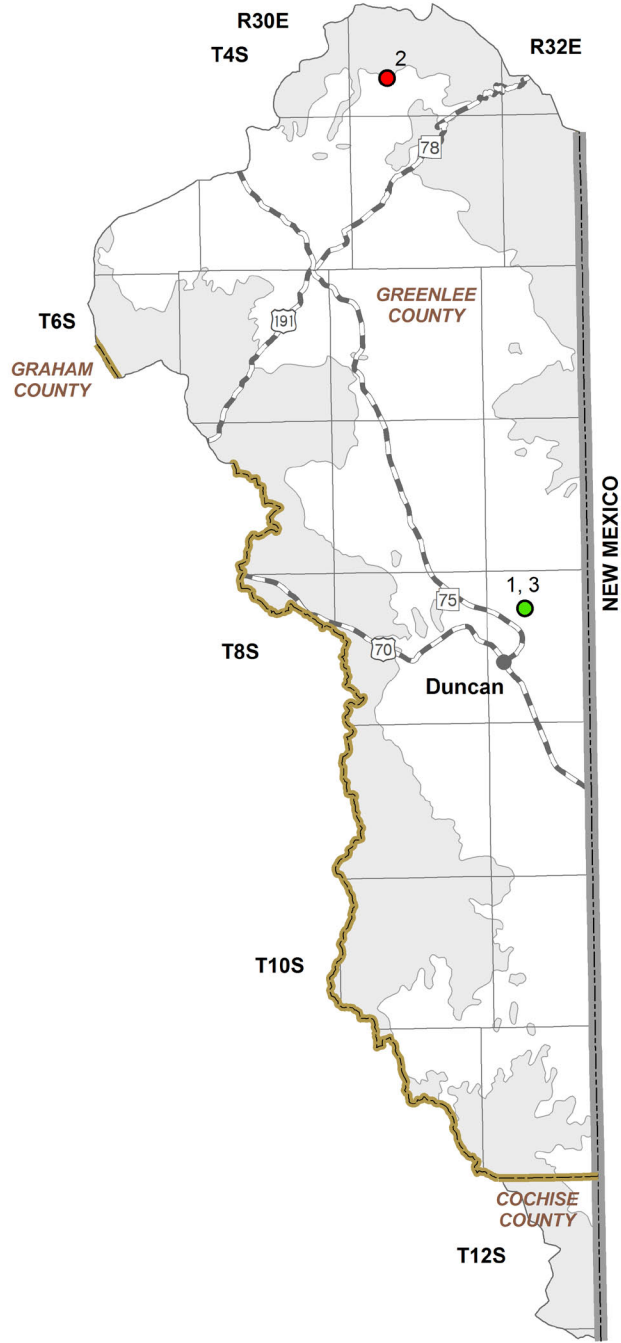 R30E
T4S
R32E
2
78
T6S
GREENLEE
COUNTY
191
GRAHAM
COUNTY
NEW MEXICO
1, 3
75
T8S
70
Duncan
T10S
COCHISE
COUNTY
T12S